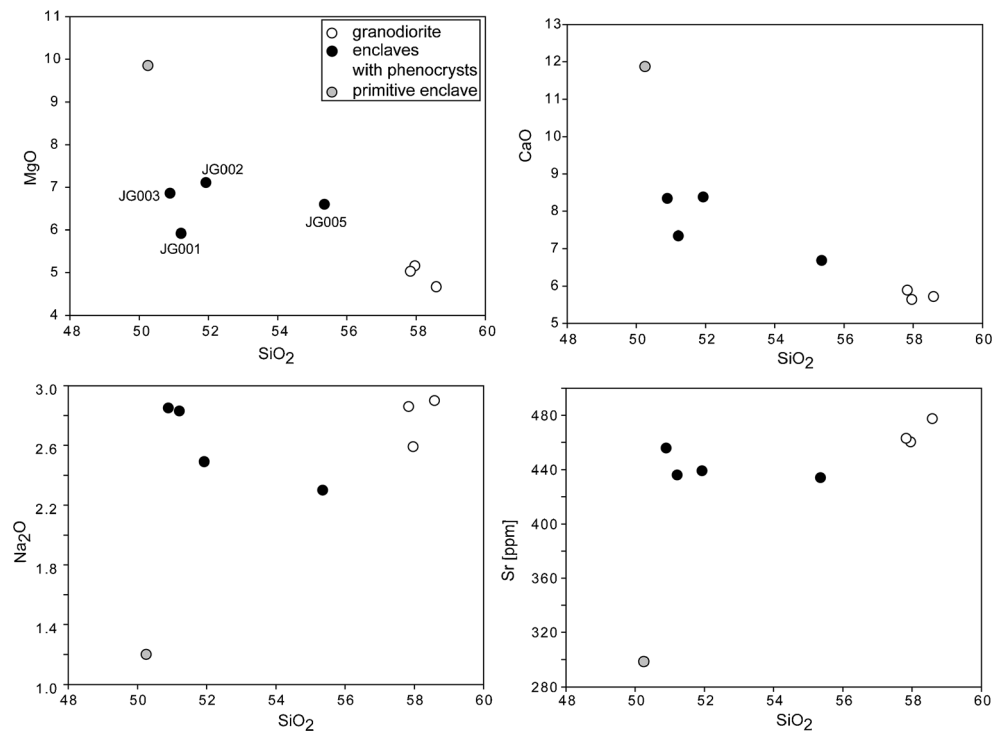 11
10
9
8
7
6
5
4
MgO
granodiorite
enclaves
with phenocrysts
primitive enclave
JG002
JG003
JG005
JG001
48 50 52 54 56 58 60
SiO2
13
12
11
10
9
8
7
6
5
CaO
48 50 52 54 56 58 60
SiO2
3.0
2.6
2.2
1.8
1.4
1.0
Na2O
48 50 52 54 56 58 60
SiO2
480
440
400
360
320
280
Sr [ppm]
48 50 52 54 56 58 60
SiO2